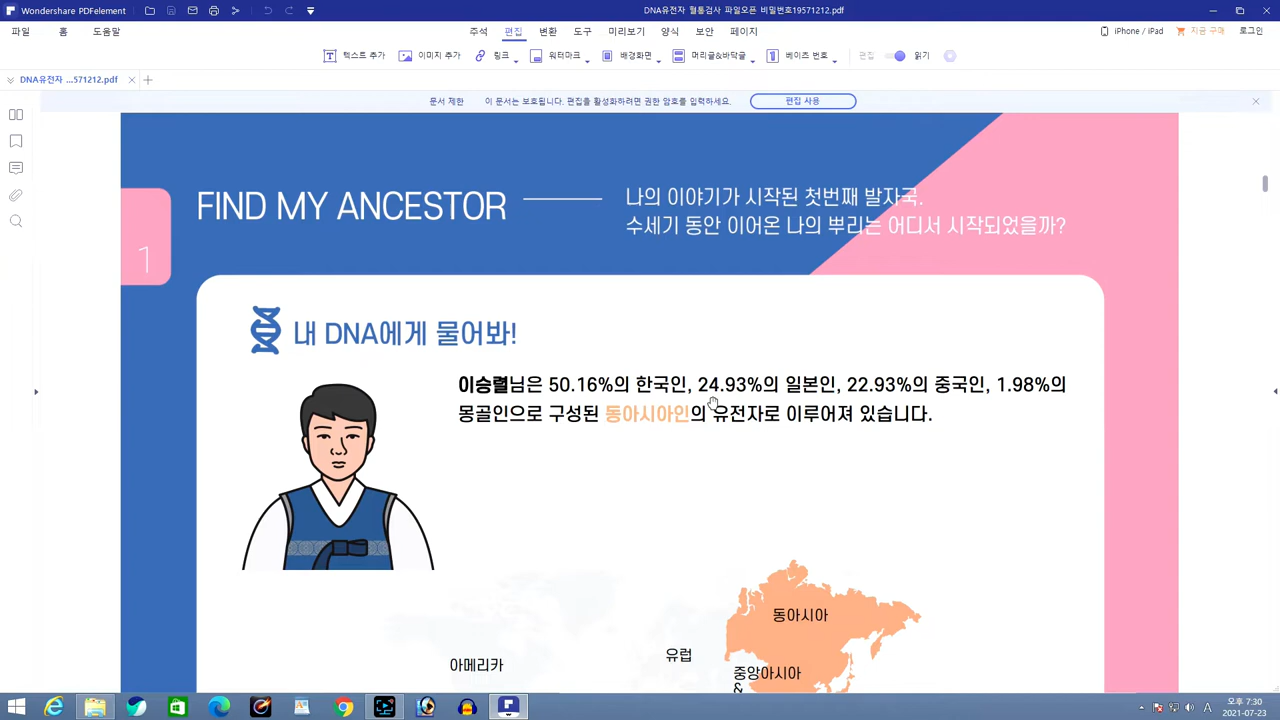 Wondershare PDFelement
DNA유전자 혈통검사 파일오픈 비밀번호19571212.pdf
파일 홈 도움말 주석 편집 변환 도구 미리보기 양식 보안 페이지 iPhone / iPad 지금 구매 로그인
텍스트 추가 이미지 추가 링크 워터마크 배경화면 머리글&바닥글 베이츠 번호 편집 읽기
DNA유전자 ...571212.pdf
문서 제한 이 문서는 보호됩니다. 편집을 활성화하려면 권한 암호를 입력하세요. 편집 사용
FIND MY ANCESTOR
나의 이야기가 시작된 첫번째 발자국.
수세기 동안 이어온 나의 뿌리는 어디서 시작되었을까?
1
내 DNA에게 물어봐!
이승렬님은 50.16%의 한국인, 24.93%의 일본인, 22.93%의 중국인, 1.98%의
몽골인으로 구성된 동아시아인의 유전자로 이루어져 있습니다.
동아시아
유럽
아메리카
중앙아시아
A 오후 7:30
2021-07-23